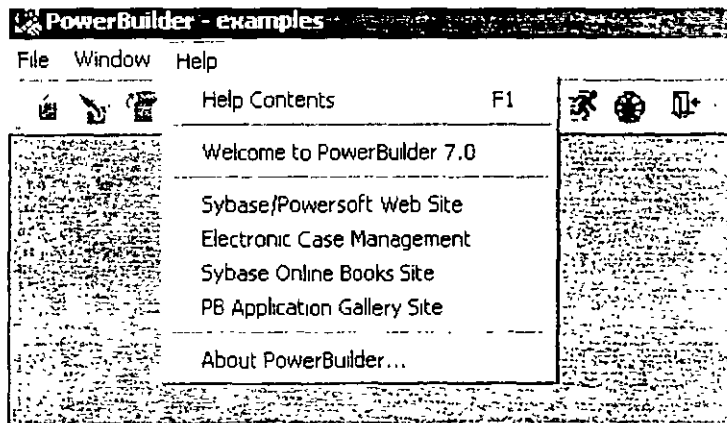 PowerBuilder - examples
File Window Help
Help Contents F1
Welcome to PowerBuilder 7.0
Sybase/Powersoft Web Site
Electronic Case Management
Sybase Online Books Site
PB Application Gallery Site
About PowerBuilder...